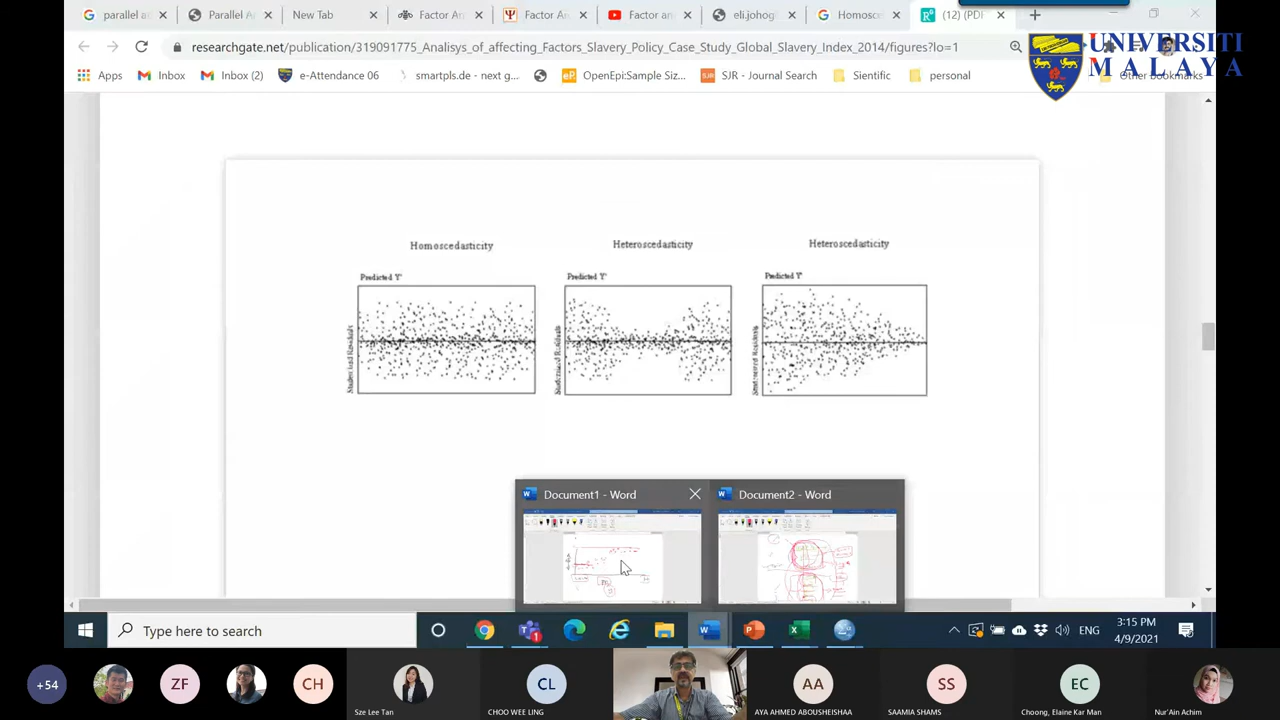 parallel a
Parallel A
New Tab
Factor Ar
Factor An
Factor an
eli.johogo
Homosce
(12) (PDF
researchgate.net/publication/319091775_Analisys_of_affecting_Factors_Slavery_Policy_Case_Study_Global_Slavery_Index_2014/figures?lo=1
UNIVERSITI
MALAYA
Apps
Inbox
Inbox (2)
e-Attendance 06
smartpls.de - next g...
OpenEpi:Sample Siz...
SJR - Journal Search
Sientific
personal
Other bookmarks
Homoscedasticity
Heteroscedasticity
Heteroscedasticity
Predicted Y'
Predicted Y'
Predicted Y'
Document1 - Word
Document2 - Word
Type here to search
ENG
3:15 PM
4/9/2021
+54
ZF
CH
CL
AA
SS
EC
Sze Lee Tan
CHOO WEE LING
AYA AHMED ABOUSHEISHAA
SAAMIA SHAMS
Choong, Elaine Kar Man
Nur'Ain Achim